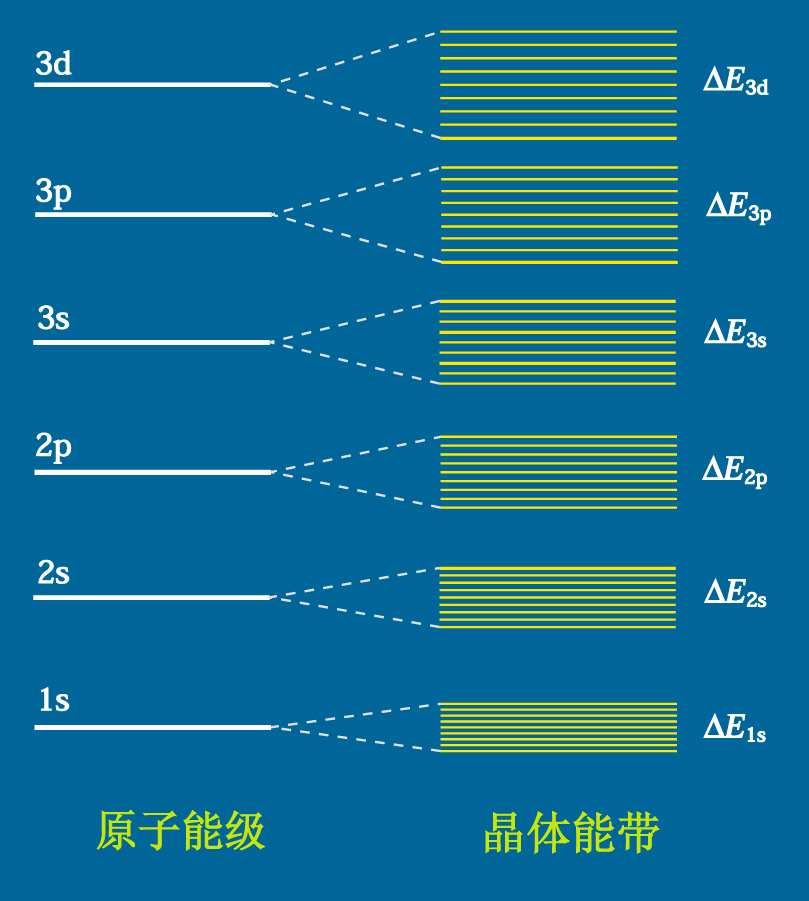 3d ΔE3d
3p ΔE3p
3s ΔE3s
2p ΔE2p
2s ΔE2s
1s ΔE1s
原子能级 晶体能带